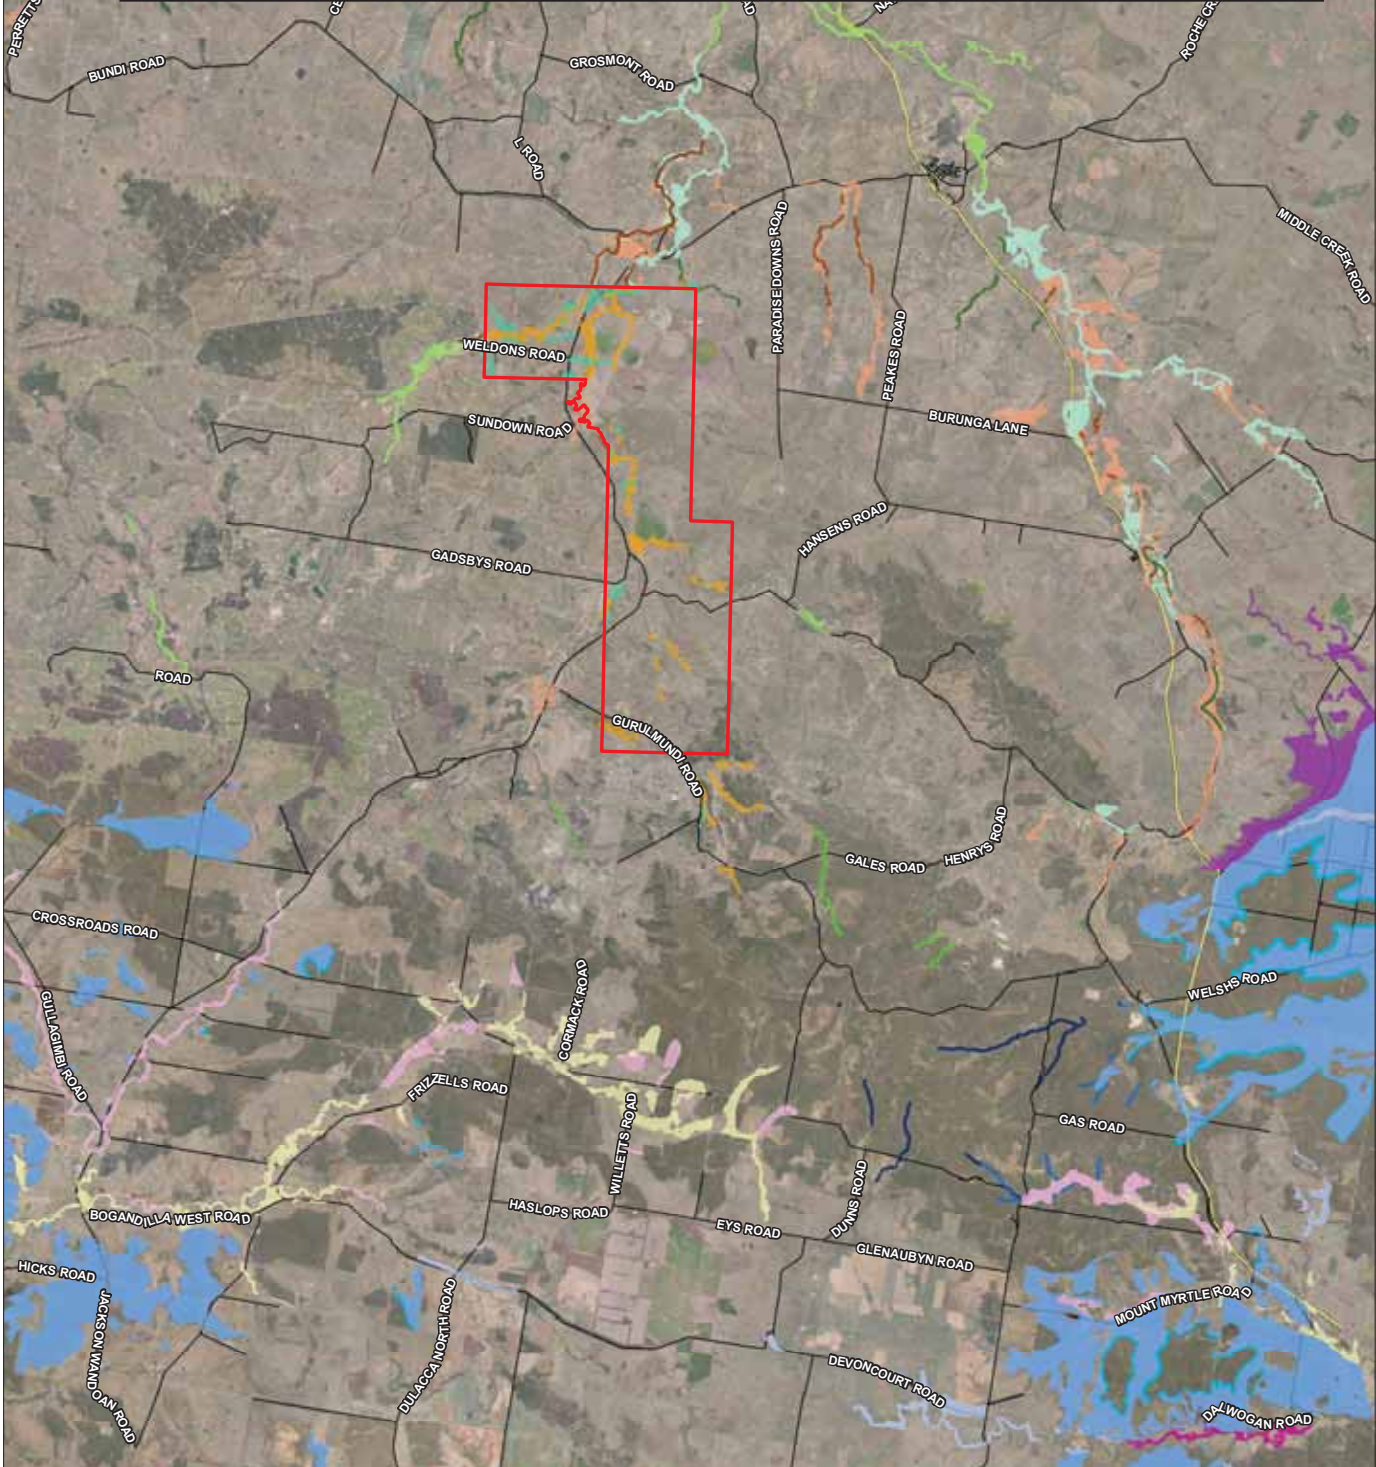 PERRETTS
BUNDI ROAD
GROSMONT ROAD
ROCHE CR
L ROAD
MIDDLE CREEK ROAD
PARADISE DOWNS ROAD
PEAKES ROAD
WELDONS ROAD
SUNDOWN ROAD
BURUNGA LANE
HANSENS ROAD
GADSBYS ROAD
ROAD
GURULMUNDI ROAD
HENRYS ROAD
GALES ROAD
CROSSROADS ROAD
GULLAGIMBI ROAD
CORMACK ROAD
WELSHS ROAD
FRIZZELLS ROAD
WILLETTS ROAD
GAS ROAD
DUNNS ROAD
HASLOPS ROAD
BOGANDILLA WEST ROAD
EYS ROAD
GLENAUBYN ROAD
HICKS ROAD
JACKSON WANDOAN ROAD
DULACCA NORTH ROAD
MOUNT MYRTLE ROAD
DEVONCOURT ROAD
DALWOGAN ROAD